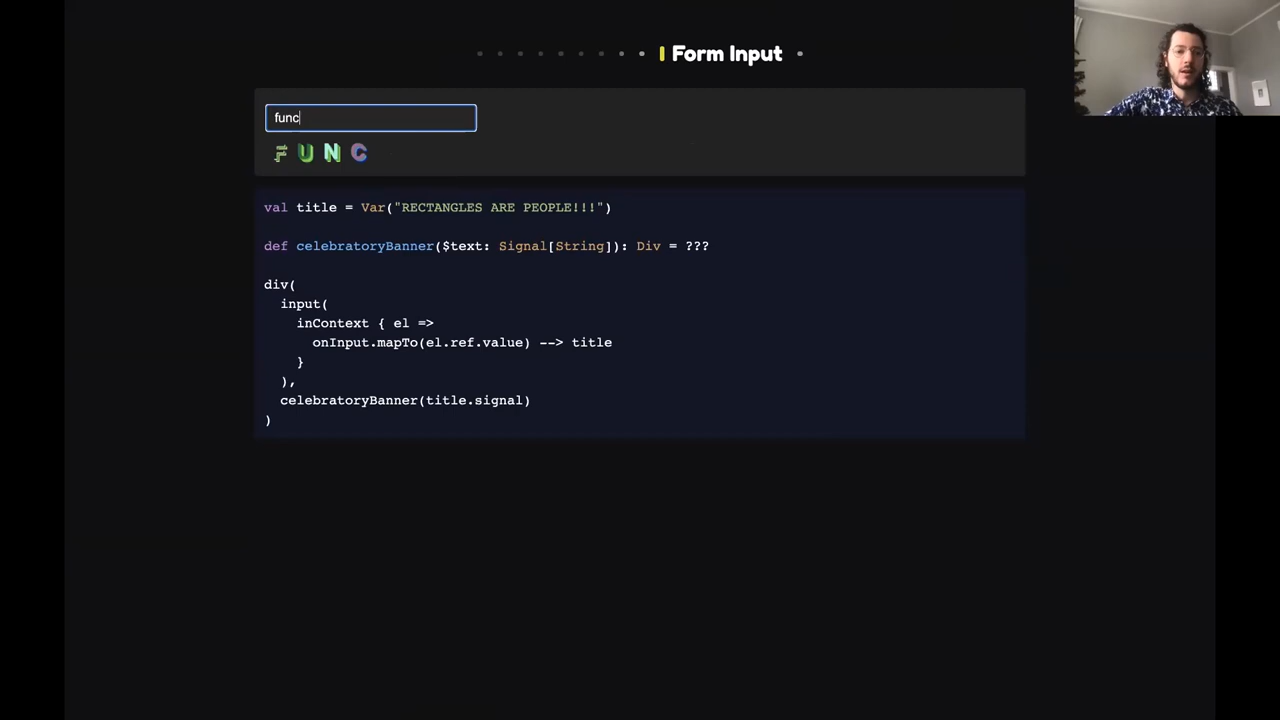 Form Input
func
F U N C
val title = Var("RECTANGLES ARE PEOPLE!!!")
def celebratoryBanner($text: Signal[String]): Div = ???
div(
  input(
    inContext { el =>
      onInput.mapTo(el.ref.value) --> title
    }
  ),
  celebratoryBanner(title.signal)
)